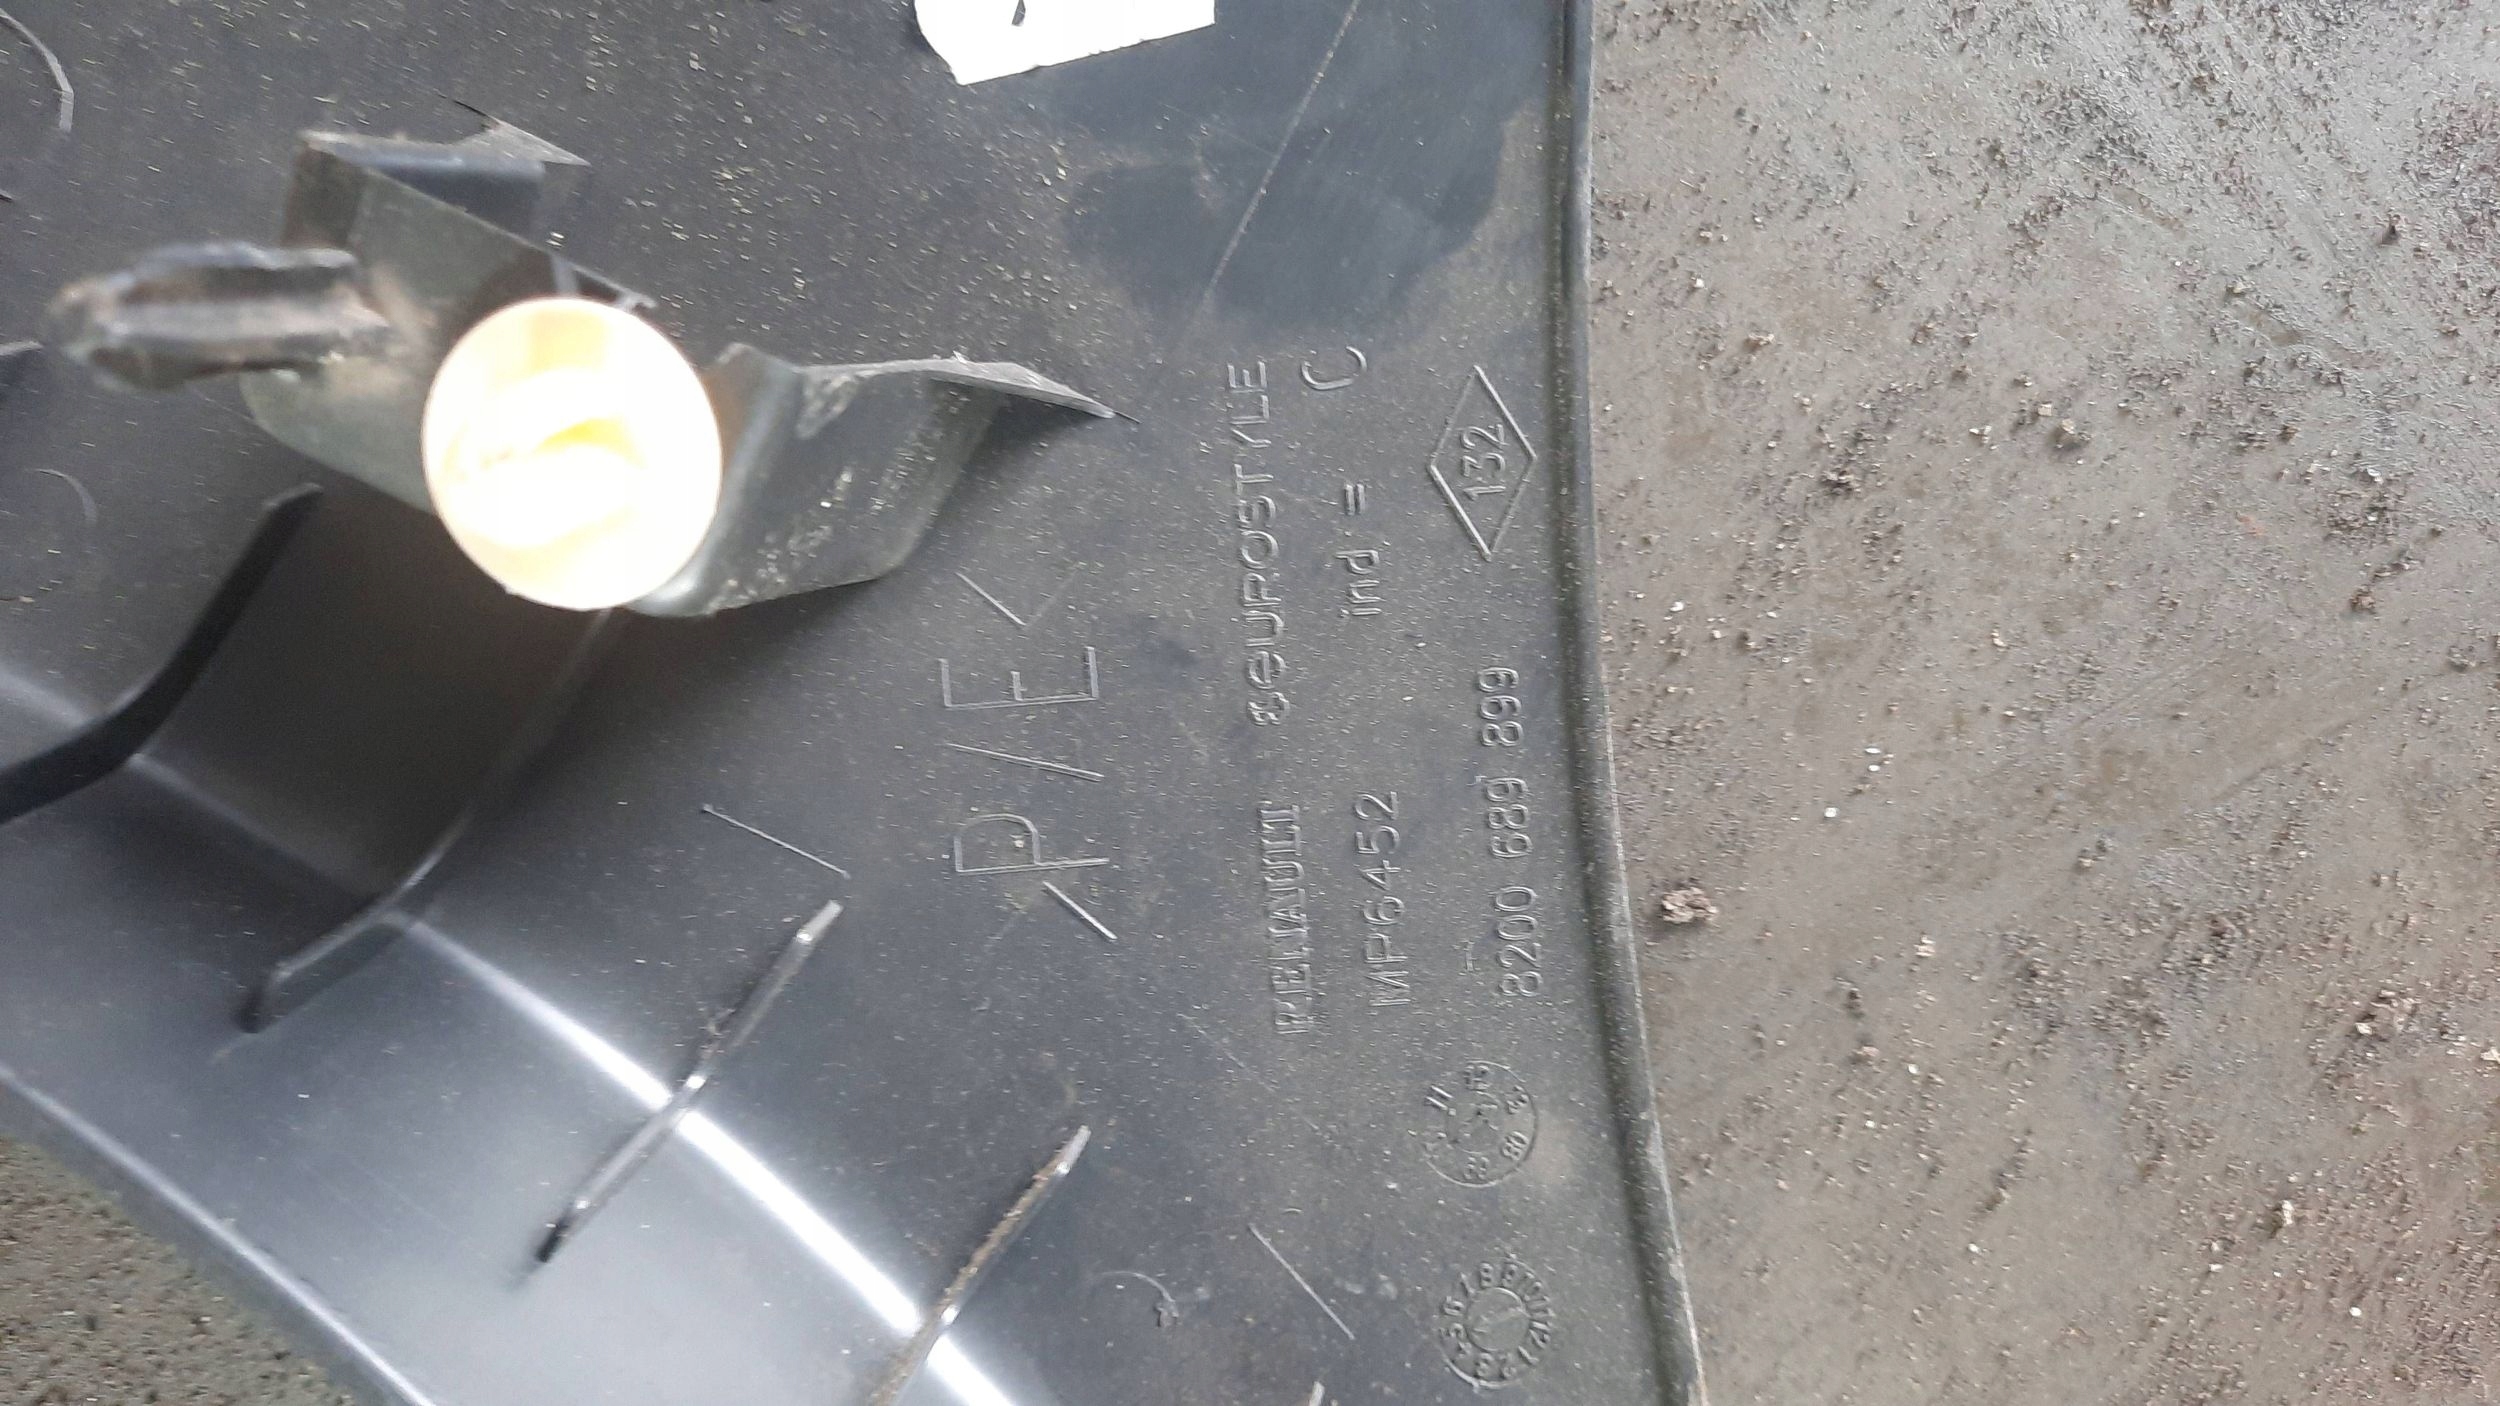 >P/E<
RENAULT eUROSTYLE
MP6452 ind = C
8200 689 899 132